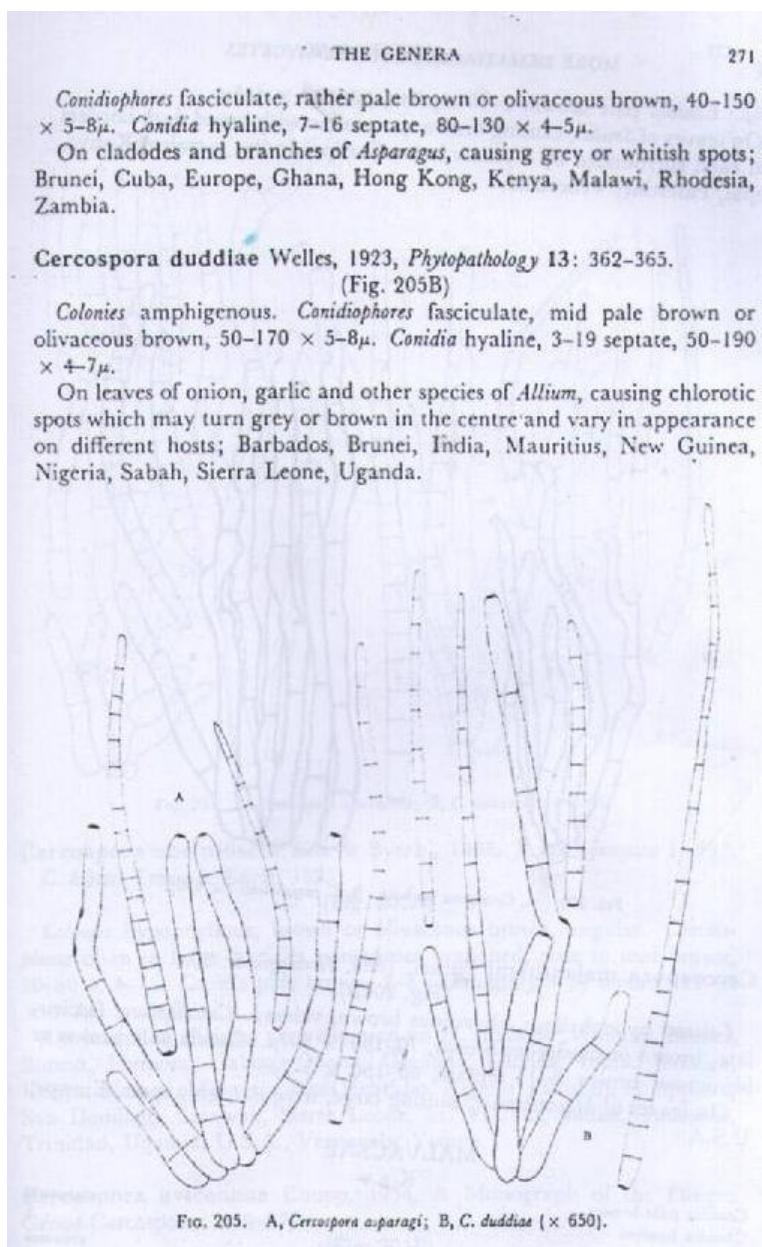 THE GENERA 271
Conidiophores fasciculate, rather pale brown or olivaceous brown, 40–150
× 5–8μ. Conidia hyaline, 7–16 septate, 80–130 × 4–5μ.
On cladodes and branches of Asparagus, causing grey or whitish spots;
Brunei, Cuba, Europe, Ghana, Hong Kong, Kenya, Malawi, Rhodesia,
Zambia.
Cercospora duddiae Welles, 1923, Phytopathology 13: 362–365.
(Fig. 205B)
Colonies amphigenous. Conidiophores fasciculate, mid pale brown or
olivaceous brown, 50–170 × 5–8μ. Conidia hyaline, 3–19 septate, 50–190
× 4–7μ.
On leaves of onion, garlic and other species of Allium, causing chlorotic
spots which may turn grey or brown in the centre and vary in appearance
on different hosts; Barbados, Brunei, India, Mauritius, New Guinea,
Nigeria, Sabah, Sierra Leone, Uganda.
A
B
Fig. 205. A, Cercospora asparagi; B, C. duddiae (× 650).